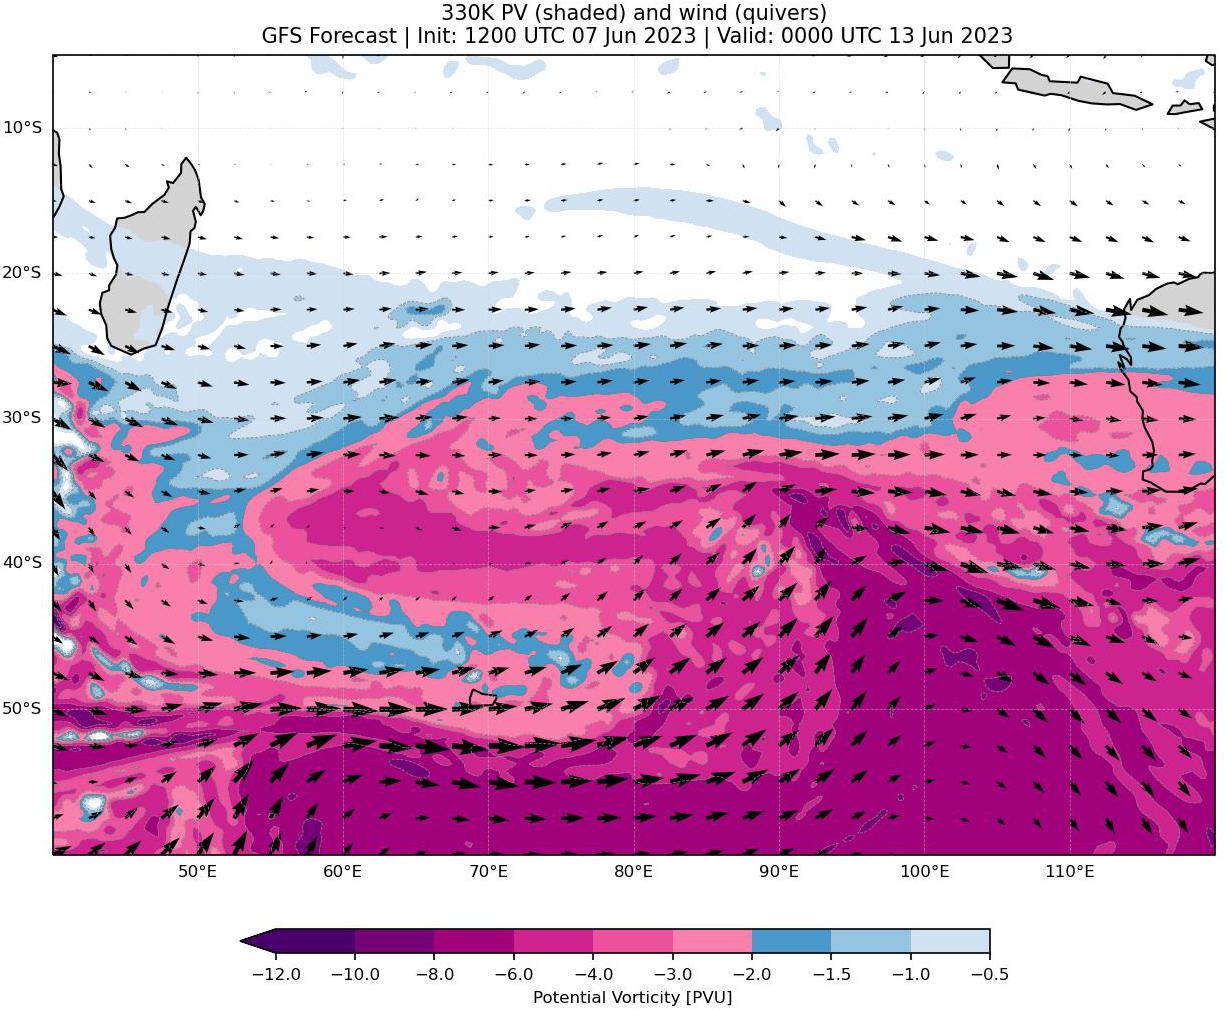 330K PV (shaded) and wind (quivers)
GFS Forecast | Init: 1200 UTC 07 Jun 2023 | Valid: 0000 UTC 13 Jun 2023
10°S
20°S
30°S
40°S
50°S
50°E 60°E 70°E 80°E 90°E 100°E 110°E
−12.0 −10.0 −8.0 −6.0 −4.0 −3.0 −2.0 −1.5 −1.0 −0.5
Potential Vorticity [PVU]